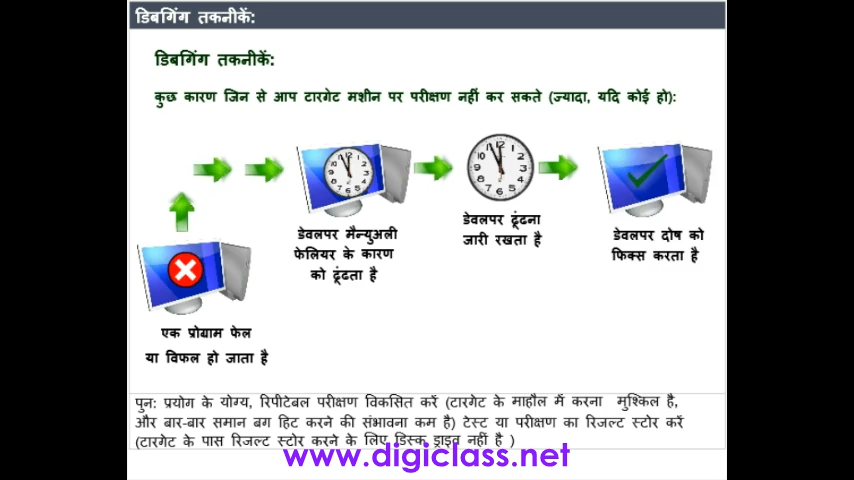 डिबगिंग तकनीकें:
डिबगिंग तकनीकें:
कुछ कारण जिन से आप टारगेट मशीन पर परीक्षण नहीं कर सकते (ज्यादा, यदि कोई हो):
डेवलपर मैन्युअली
फेलियर के कारण
को ढूंढता है
डेवलपर ढूंढना
जारी रखता है
डेवलपर दोष को
फिक्स करता है
एक प्रोग्राम फेल
या विफल हो जाता है
पुन: प्रयोग के योग्य, रिपीटेबल परीक्षण विकसित करें (टारगेट के माहौल में करना मुश्किल है,
और बार-बार समान बग हिट करने की संभावना कम है) टेस्ट या परीक्षण का रिजल्ट स्टोर करें
(टारगेट के पास रिजल्ट स्टोर करने के लिए डिस्क ड्राइव नहीं है )
www.digiclass.net